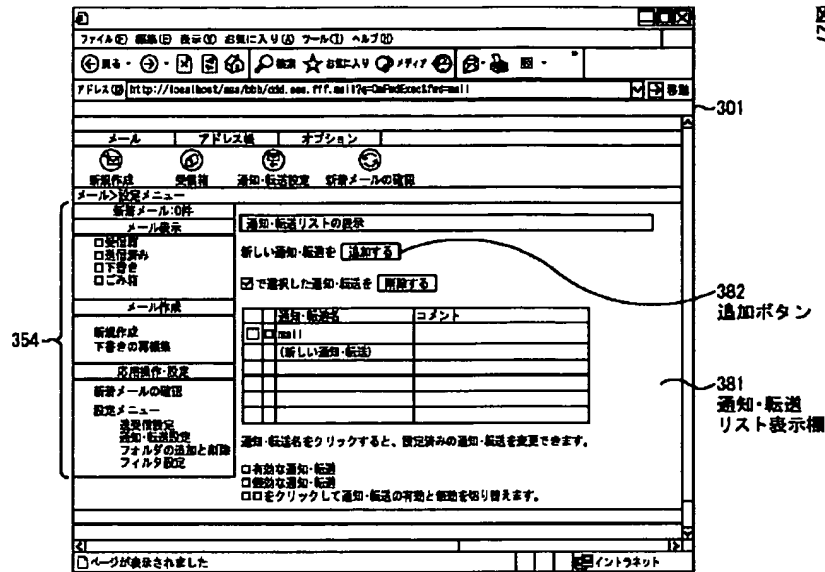 ファイル(F) 編集(E) 表示(V) お気に入り(A) ツール(T) ヘルプ(H)
戻る 検索 お気に入り メディア
アドレス(D) http://localhost/ 移動
301
メール アドレス帳 オプション
新規作成 受信箱 通知・転送設定 新着メールの確認
メール>設定メニュー
新着メール:0件
メール表示
□受信箱
□送信済み
□下書き
□ごみ箱
メール作成
新規作成
下書きの再編集
応用操作・設定
新着メールの確認
設定メニュー
送受信設定
通知・転送設定
フォルダの追加と削除
フィルタ設定
354
通知・転送リストの表示
新しい通知・転送を 追加する
☑で選択した通知・転送を 削除する
通知・転送名 コメント
mail
(新しい通知・転送)
通知・転送名をクリックすると、設定済みの通知・転送を変更できます。
□有効な通知・転送
□無効な通知・転送
□□をクリックして通知・転送の有効と無効を切り替えます。
382
追加ボタン
381
通知・転送
リスト表示欄
ページが表示されました イントラネット